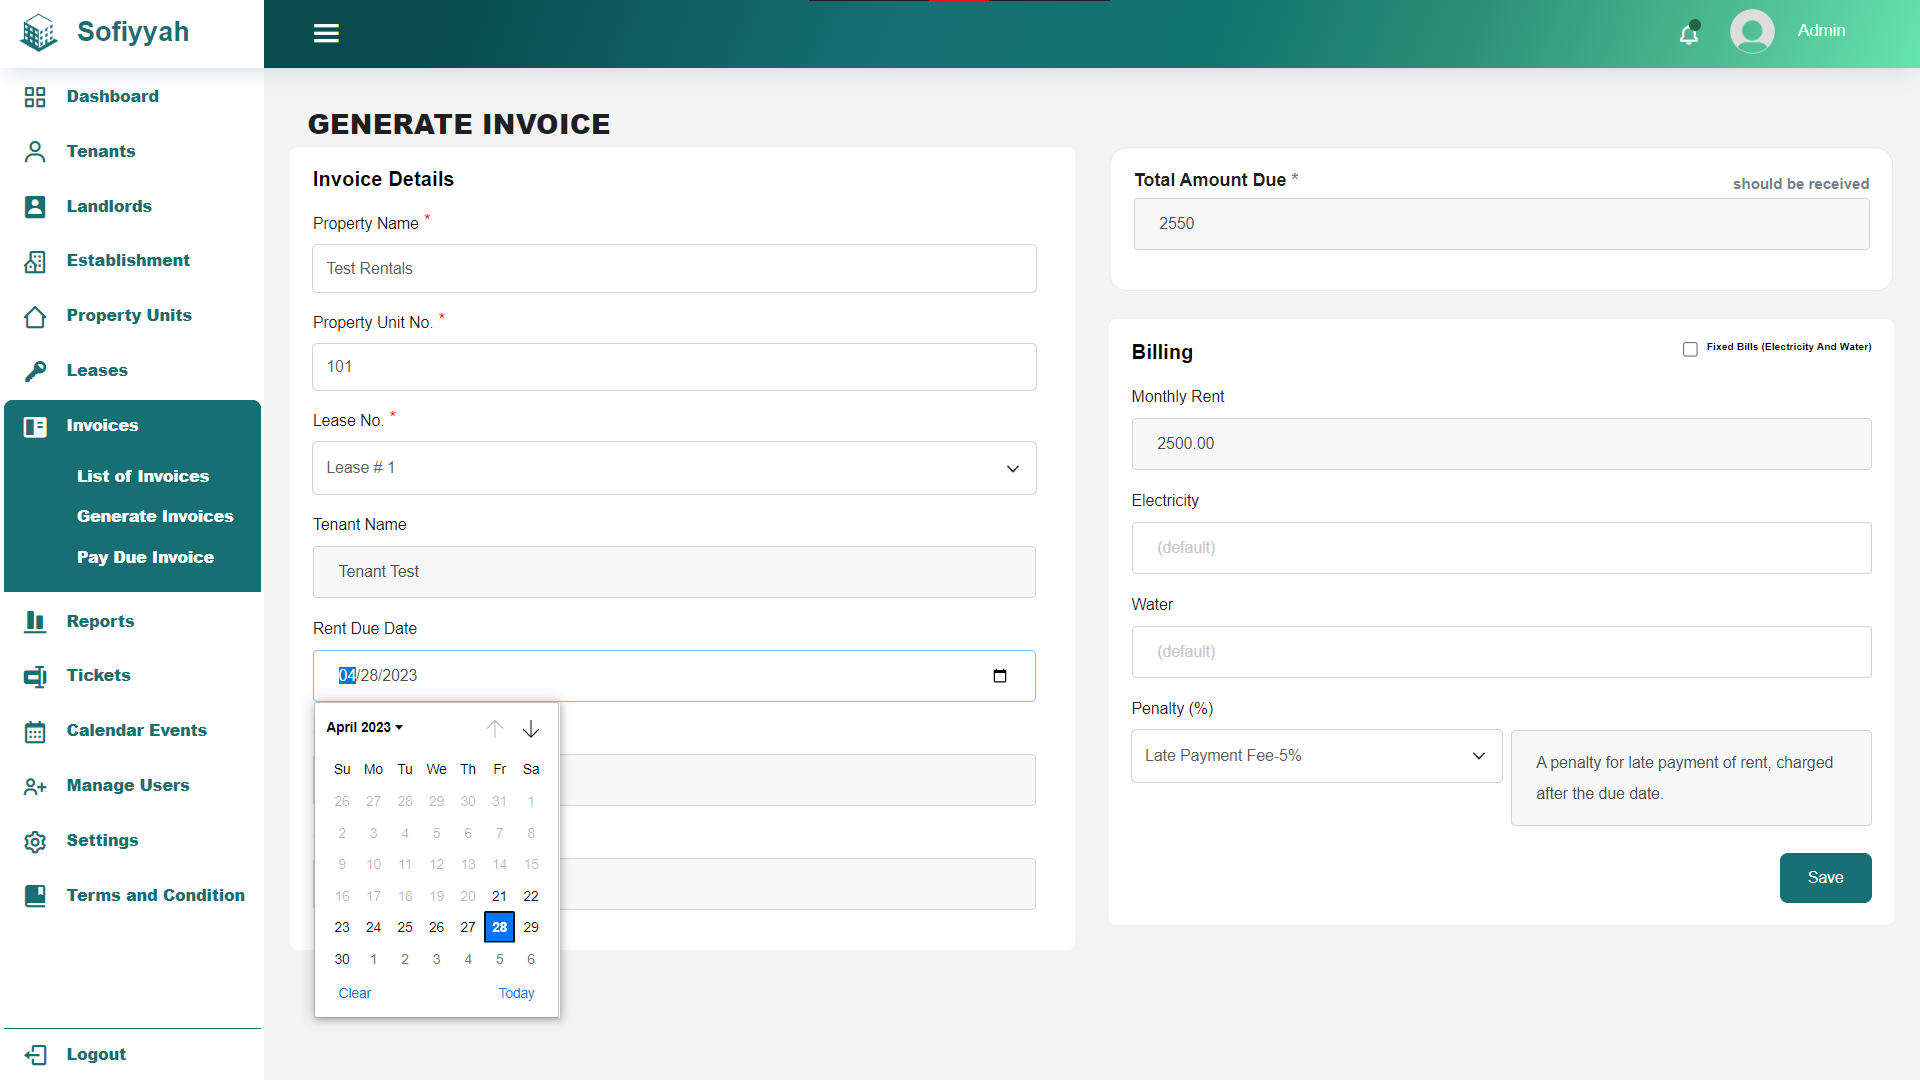 Sofiyyah
Admin
Dashboard
Tenants
Landlords
Establishment
Property Units
Leases
Invoices
List of Invoices
Generate Invoices
Pay Due Invoice
Reports
Tickets
Calendar Events
Manage Users
Settings
Terms and Condition
Logout
GENERATE INVOICE
Invoice Details
Property Name *
Test Rentals
Property Unit No. *
101
Lease No. *
Lease # 1
Tenant Name
Tenant Test
Rent Due Date
04/28/2023
April 2023
Su Mo Tu We Th Fr Sa
26 27 28 29 30 31 1
2 3 4 5 6 7 8
9 10 11 12 13 14 15
16 17 18 19 20 21 22
23 24 25 26 27 28 29
30 1 2 3 4 5 6
Clear Today
Total Amount Due *
should be received
2550
Billing
Fixed Bills (Electricity And Water)
Monthly Rent
2500.00
Electricity
(default)
Water
(default)
Penalty (%)
Late Payment Fee-5%
A penalty for late payment of rent, charged
after the due date.
Save